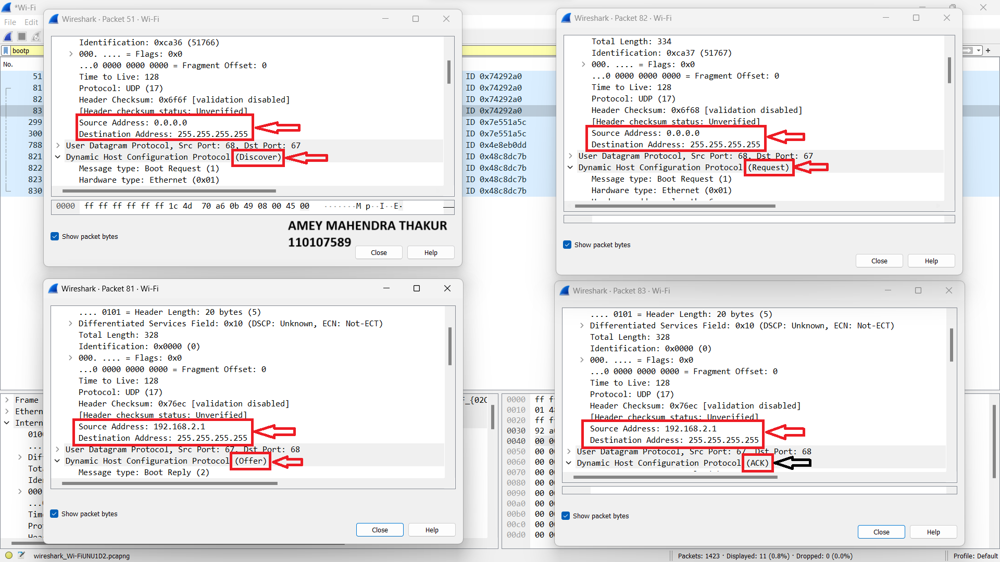 *Wi-Fi
File Edit
bootp
No.
51 ID 0x74292a0
81 ID 0x74292a0
82 ID 0x74292a0
83 ID 0x74292a0
299 ID 0x7e551a5c
300 ID 0x7e551a5c
788 ID 0x4e8eb0dd
821 ID 0x48c8dc7b
822 ID 0x48c8dc7b
823 ID 0x48c8dc7b
830 ID 0x48c8dc7b
Wireshark · Packet 51 · Wi-Fi
Identification: 0xca36 (51766)
000. .... = Flags: 0x0
...0 0000 0000 0000 = Fragment Offset: 0
Time to Live: 128
Protocol: UDP (17)
Header Checksum: 0x6f6f [validation disabled]
[Header checksum status: Unverified]
Source Address: 0.0.0.0
Destination Address: 255.255.255.255
User Datagram Protocol, Src Port: 68, Dst Port: 67
Dynamic Host Configuration Protocol (Discover)
Message type: Boot Request (1)
Hardware type: Ethernet (0x01)
0000 ff ff ff ff ff ff 1c 4d 70 a6 0b 49 08 00 45 00 ·······M p··I··E·
AMEY MAHENDRA THAKUR
110107589
Show packet bytes
Close Help
Wireshark · Packet 82 · Wi-Fi
Total Length: 334
Identification: 0xca37 (51767)
000. .... = Flags: 0x0
...0 0000 0000 0000 = Fragment Offset: 0
Time to Live: 128
Protocol: UDP (17)
Header Checksum: 0x6f68 [validation disabled]
[Header checksum status: Unverified]
Source Address: 0.0.0.0
Destination Address: 255.255.255.255
User Datagram Protocol, Src Port: 68, Dst Port: 67
Dynamic Host Configuration Protocol (Request)
Message type: Boot Request (1)
Hardware type: Ethernet (0x01)
Show packet bytes
Close Help
Wireshark · Packet 81 · Wi-Fi
.... 0101 = Header Length: 20 bytes (5)
Differentiated Services Field: 0x10 (DSCP: Unknown, ECN: Not-ECT)
Total Length: 328
Identification: 0x0000 (0)
000. .... = Flags: 0x0
...0 0000 0000 0000 = Fragment Offset: 0
Time to Live: 128
Protocol: UDP (17)
Header Checksum: 0x76ec [validation disabled]
[Header checksum status: Unverified]
Source Address: 192.168.2.1
Destination Address: 255.255.255.255
User Datagram Protocol, Src Port: 67, Dst Port: 68
Dynamic Host Configuration Protocol (Offer)
Message type: Boot Reply (2)
Show packet bytes
Close Help
Wireshark · Packet 83 · Wi-Fi
.... 0101 = Header Length: 20 bytes (5)
Differentiated Services Field: 0x10 (DSCP: Unknown, ECN: Not-ECT)
Total Length: 328
Identification: 0x0000 (0)
000. .... = Flags: 0x0
...0 0000 0000 0000 = Fragment Offset: 0
Time to Live: 128
Protocol: UDP (17)
Header Checksum: 0x76ec [validation disabled]
[Header checksum status: Unverified]
Source Address: 192.168.2.1
Destination Address: 255.255.255.255
User Datagram Protocol, Src Port: 67, Dst Port: 68
Dynamic Host Configuration Protocol (ACK)
Show packet bytes
Close Help
Frame
Ethern
Intern
010
....
Dif
Tota
Ide
000
...
Tim
Pro
F_{02C
0000 ff f
0010 01 48
0020 ff f
0030 92 a
0040 00 0
0050 00 0
0060 00 0
0070 00 0
0080 00 0
0090 00 0
00a0 00 0
00b0 00 0
00c0 00 0
00d0 00 0
wireshark_Wi-FiUNU1D2.pcapng
Packets: 1423 · Displayed: 11 (0.8%) · Dropped: 0 (0.0%)
Profile: Default